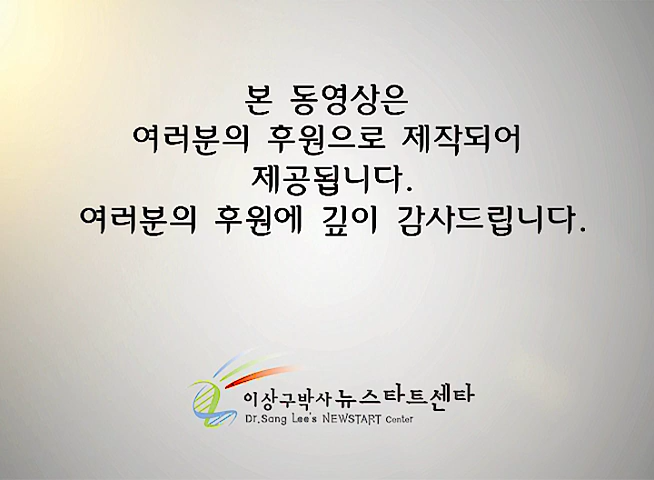 본 동영상은
여러분의 후원으로 제작되어
제공됩니다.
여러분의 후원에 깊이 감사드립니다.
이상구박사 뉴스타트센타
Dr.Sang Lee's NEWSTART Center